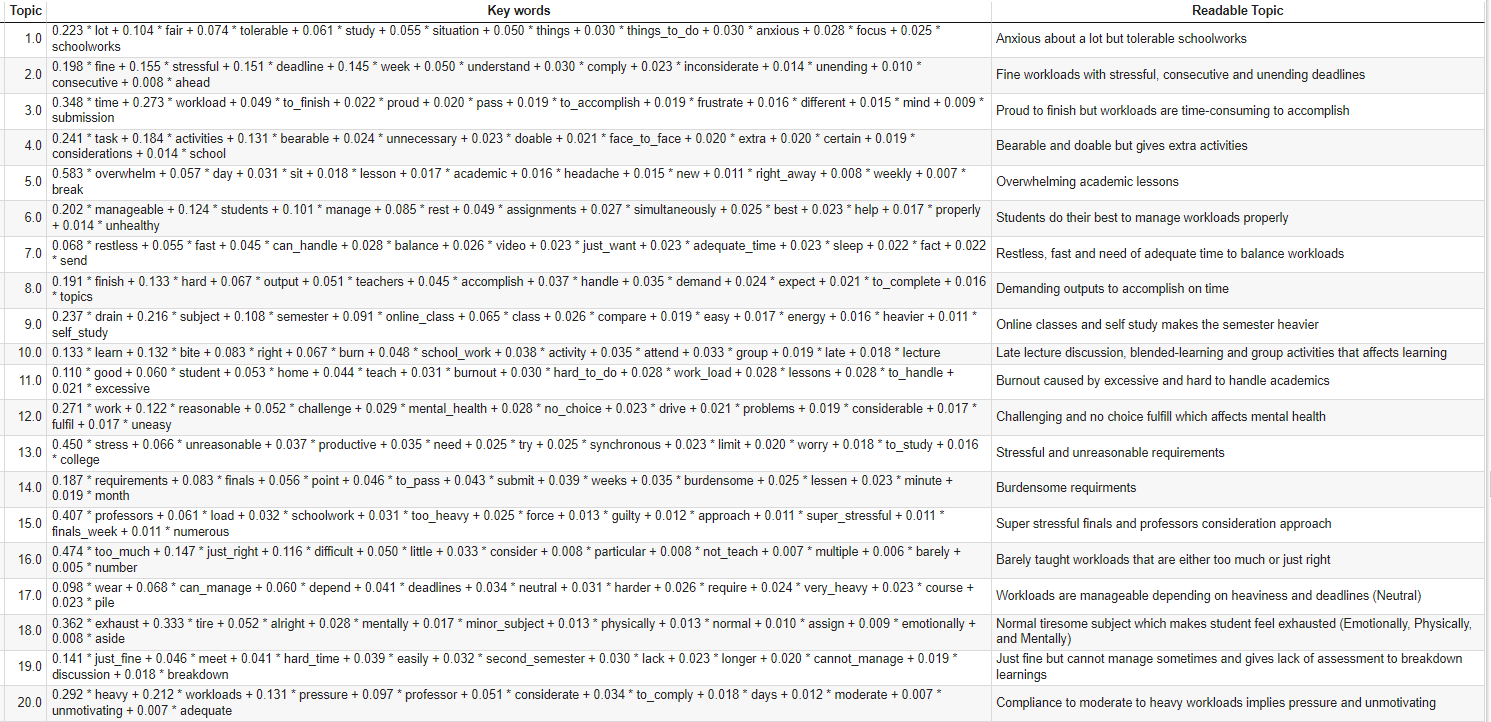 Topic Key words Readable Topic
1.0 0.223 * lot + 0.104 * fair + 0.074 * tolerable + 0.061 * study + 0.055 * situation + 0.050 * things + 0.030 * things_to_do + 0.030 * anxious + 0.028 * focus + 0.025 *
schoolworks
Anxious about a lot but tolerable schoolworks
2.0 0.198 * fine + 0.155 * stressful + 0.151 * deadline + 0.145 * week + 0.050 * understand + 0.030 * comply + 0.023 * inconsiderate + 0.014 * unending + 0.010 *
consecutive + 0.008 * ahead
Fine workloads with stressful, consecutive and unending deadlines
3.0 0.348 * time + 0.273 * workload + 0.049 * to_finish + 0.022 * proud + 0.020 * pass + 0.019 * to_accomplish + 0.019 * frustrate + 0.016 * different + 0.015 * mind + 0.009 *
submission
Proud to finish but workloads are time-consuming to accomplish
4.0 0.241 * task + 0.184 * activities + 0.131 * bearable + 0.024 * unnecessary + 0.023 * doable + 0.021 * face_to_face + 0.020 * extra + 0.020 * certain + 0.019 *
considerations + 0.014 * school
Bearable and doable but gives extra activities
5.0 0.583 * overwhelm + 0.057 * day + 0.031 * sit + 0.018 * lesson + 0.017 * academic + 0.016 * headache + 0.015 * new + 0.011 * right_away + 0.008 * weekly + 0.007 *
break
Overwhelming academic lessons
6.0 0.202 * manageable + 0.124 * students + 0.101 * manage + 0.085 * rest + 0.049 * assignments + 0.027 * simultaneously + 0.025 * best + 0.023 * help + 0.017 * properly
+ 0.014 * unhealthy
Students do their best to manage workloads properly
7.0 0.068 * restless + 0.055 * fast + 0.045 * can_handle + 0.028 * balance + 0.026 * video + 0.023 * just_want + 0.023 * adequate_time + 0.023 * sleep + 0.022 * fact + 0.022
* send
Restless, fast and need of adequate time to balance workloads
8.0 0.191 * finish + 0.133 * hard + 0.067 * output + 0.051 * teachers + 0.045 * accomplish + 0.037 * handle + 0.035 * demand + 0.024 * expect + 0.021 * to_complete + 0.016
* topics
Demanding outputs to accomplish on time
9.0 0.237 * drain + 0.216 * subject + 0.108 * semester + 0.091 * online_class + 0.065 * class + 0.026 * compare + 0.019 * easy + 0.017 * energy + 0.016 * heavier + 0.011 *
self_study
Online classes and self study makes the semester heavier
10.0 0.133 * learn + 0.132 * bite + 0.083 * right + 0.067 * burn + 0.048 * school_work + 0.038 * activity + 0.035 * attend + 0.033 * group + 0.019 * late + 0.018 * lecture
Late lecture discussion, blended-learning and group activities that affects learning
11.0 0.110 * good + 0.060 * student + 0.053 * home + 0.044 * teach + 0.031 * burnout + 0.030 * hard_to_do + 0.028 * work_load + 0.028 * lessons + 0.028 * to_handle +
0.021 * excessive
Burnout caused by excessive and hard to handle academics
12.0 0.271 * work + 0.122 * reasonable + 0.052 * challenge + 0.029 * mental_health + 0.028 * no_choice + 0.023 * drive + 0.021 * problems + 0.019 * considerable + 0.017 *
fulfil + 0.017 * uneasy
Challenging and no choice fulfill which affects mental health
13.0 0.450 * stress + 0.066 * unreasonable + 0.037 * productive + 0.035 * need + 0.025 * try + 0.025 * synchronous + 0.023 * limit + 0.020 * worry + 0.018 * to_study + 0.016
* college
Stressful and unreasonable requirements
14.0 0.187 * requirements + 0.083 * finals + 0.056 * point + 0.046 * to_pass + 0.043 * submit + 0.039 * weeks + 0.035 * burdensome + 0.025 * lessen + 0.023 * minute +
0.019 * month
Burdensome requirments
15.0 0.407 * professors + 0.061 * load + 0.032 * schoolwork + 0.031 * too_heavy + 0.025 * force + 0.013 * guilty + 0.012 * approach + 0.011 * super_stressful + 0.011 *
finals_week + 0.011 * numerous
Super stressful finals and professors consideration approach
16.0 0.474 * too_much + 0.147 * just_right + 0.116 * difficult + 0.050 * little + 0.033 * consider + 0.008 * particular + 0.008 * not_teach + 0.007 * multiple + 0.006 * barely +
0.005 * number
Barely taught workloads that are either too much or just right
17.0 0.098 * wear + 0.068 * can_manage + 0.060 * depend + 0.041 * deadlines + 0.034 * neutral + 0.031 * harder + 0.026 * require + 0.024 * very_heavy + 0.023 * course +
0.023 * pile
Workloads are manageable depending on heaviness and deadlines (Neutral)
18.0 0.362 * exhaust + 0.333 * tire + 0.052 * alright + 0.028 * mentally + 0.017 * minor_subject + 0.013 * physically + 0.013 * normal + 0.010 * assign + 0.009 * emotionally +
0.008 * aside
Normal tiresome subject which makes student feel exhausted (Emotionally, Physically,
and Mentally)
19.0 0.141 * just_fine + 0.046 * meet + 0.041 * hard_time + 0.039 * easily + 0.032 * second_semester + 0.030 * lack + 0.023 * longer + 0.020 * cannot_manage + 0.019 *
discussion + 0.018 * breakdown
Just fine but cannot manage sometimes and gives lack of assessment to breakdown
learnings
20.0 0.292 * heavy + 0.212 * workloads + 0.131 * pressure + 0.097 * professor + 0.051 * considerate + 0.034 * to_comply + 0.018 * days + 0.012 * moderate + 0.007 *
unmotivating + 0.007 * adequate
Compliance to moderate to heavy workloads implies pressure and unmotivating